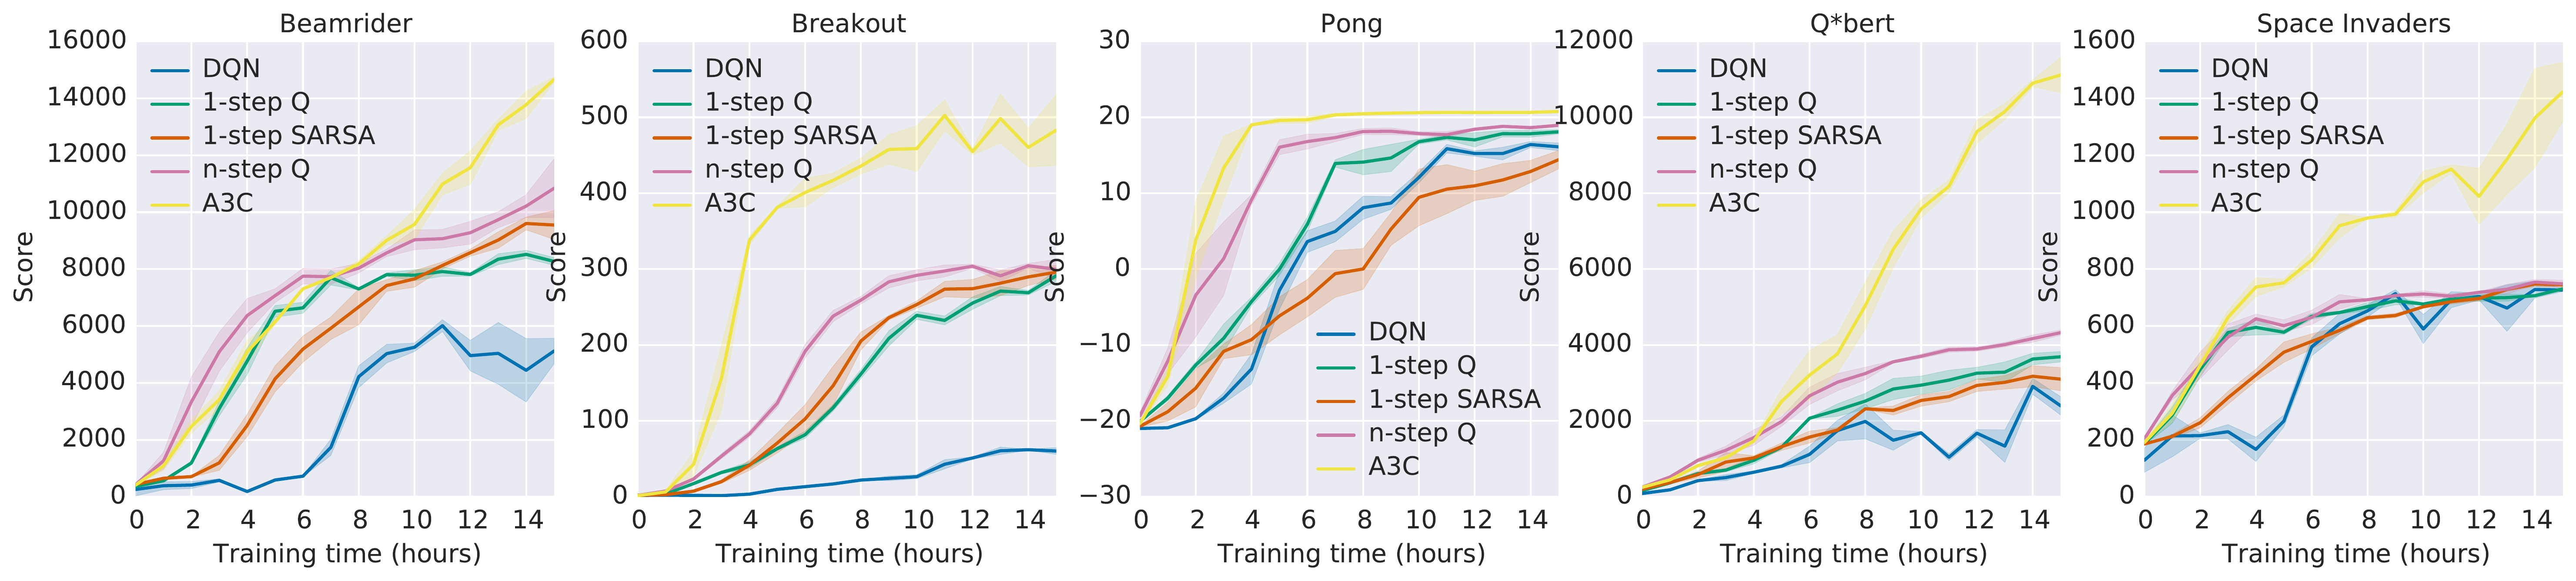 Beamrider
16000
14000
12000
10000
8000
6000
4000
2000
0
Score
DQN
1-step Q
1-step SARSA
n-step Q
A3C
0 2 4 6 8 10 12 14
Training time (hours)
Breakout
600
500
400
300
200
100
0
Score
DQN
1-step Q
1-step SARSA
n-step Q
A3C
0 2 4 6 8 10 12 14
Training time (hours)
Pong
30
20
10
0
−10
−20
−30
Score
DQN
1-step Q
1-step SARSA
n-step Q
A3C
0 2 4 6 8 10 12 14
Training time (hours)
Q*bert
12000
10000
8000
6000
4000
2000
0
Score
DQN
1-step Q
1-step SARSA
n-step Q
A3C
0 2 4 6 8 10 12 14
Training time (hours)
Space Invaders
1600
1400
1200
1000
800
600
400
200
0
Score
DQN
1-step Q
1-step SARSA
n-step Q
A3C
0 2 4 6 8 10 12 14
Training time (hours)